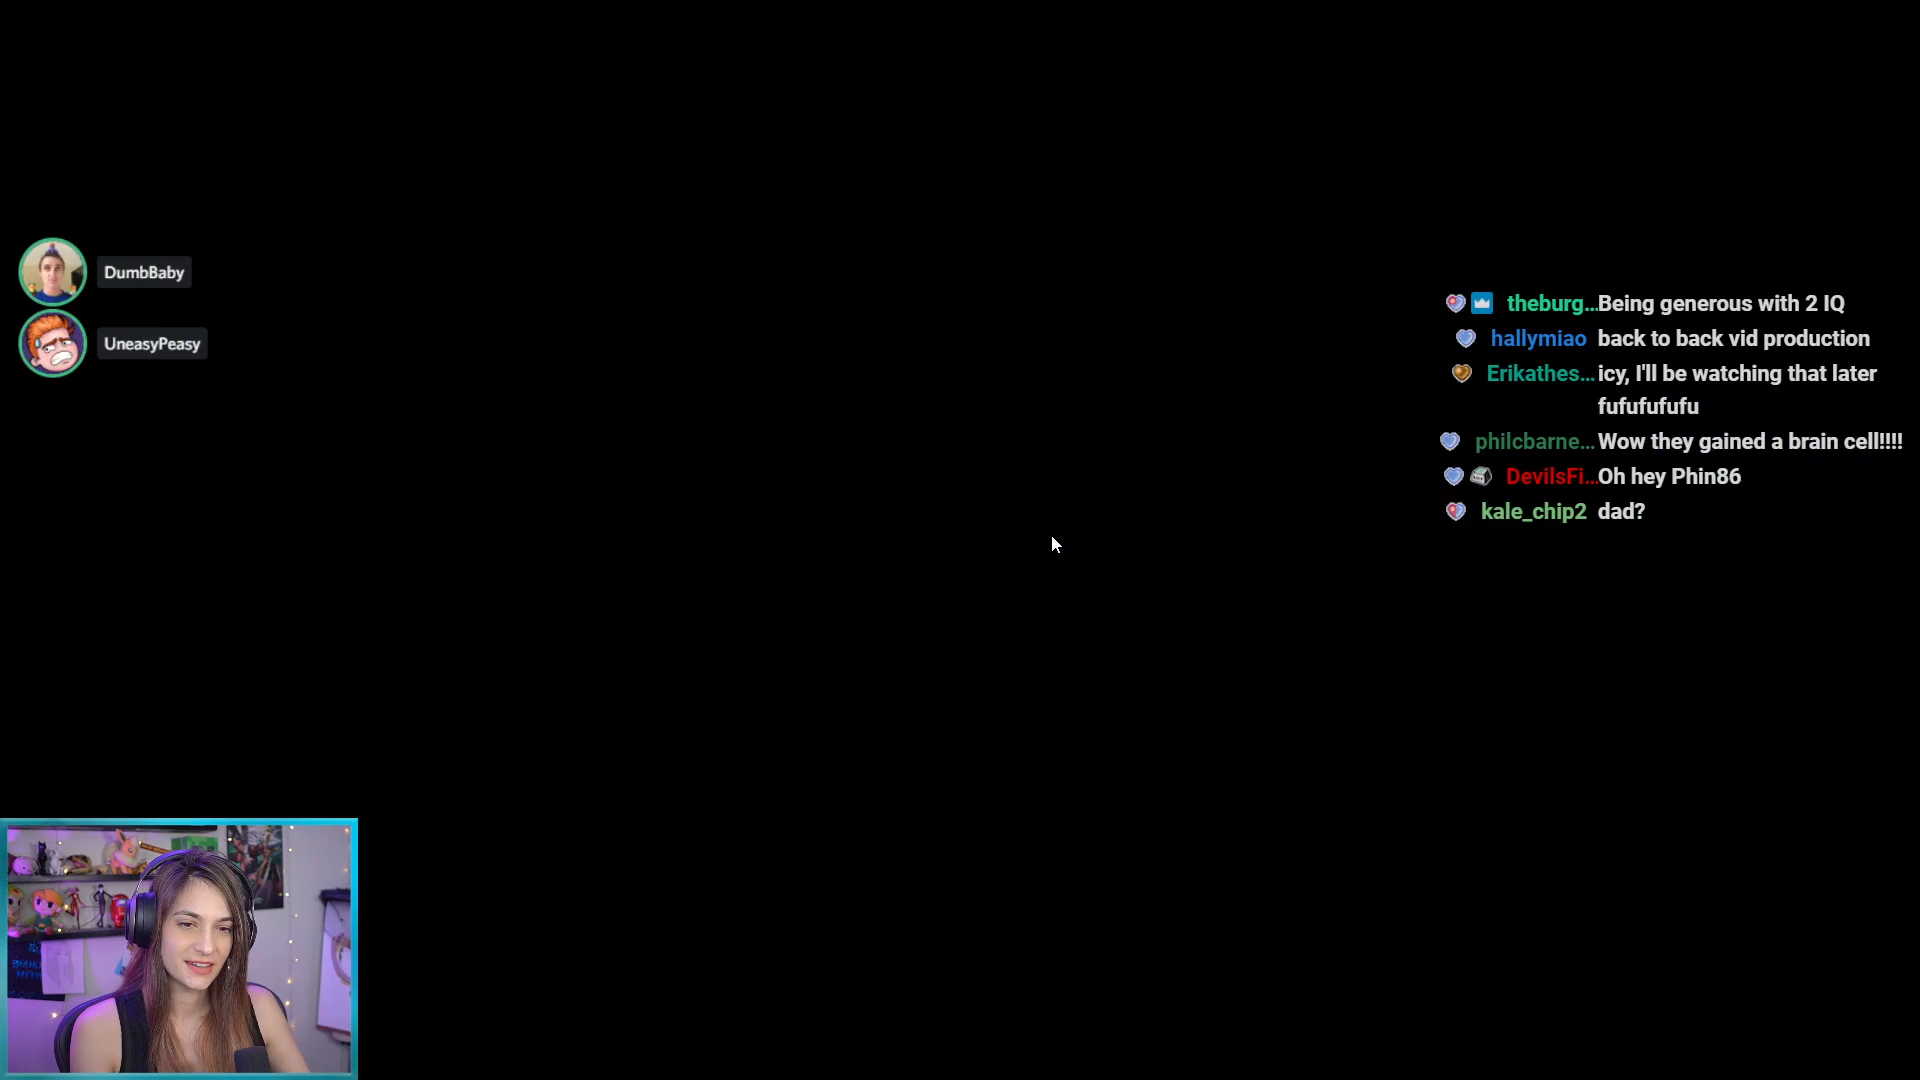 DumbBaby
UneasyPeasy
theburg...Being generous with 2 IQ
hallymiao back to back vid production
Erikathes...icy, I'll be watching that later
fufufufufu
philcbarne...Wow they gained a brain cell!!!!
DevilsFi...Oh hey Phin86
kale_chip2 dad?